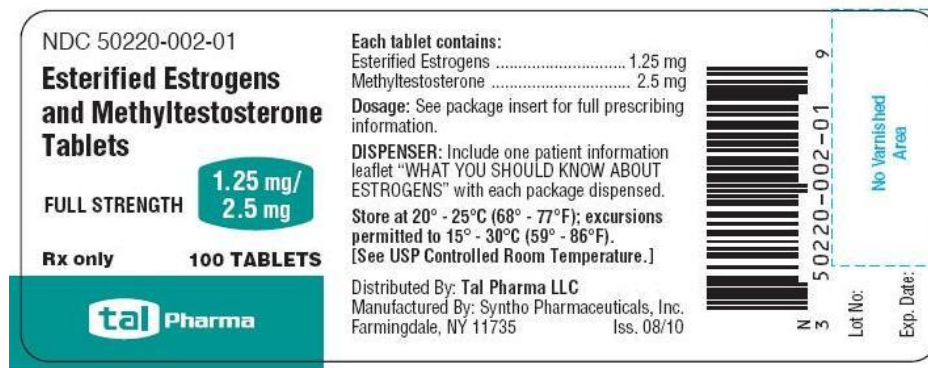 NDC 50220-002-01
Esterified Estrogens
and Methyltestosterone
Tablets
FULL STRENGTH
1.25 mg/
2.5 mg
Rx only 100 TABLETS
tal Pharma
Each tablet contains:
Esterified Estrogens ............................. 1.25 mg
Methyltestosterone ............................... 2.5 mg
Dosage: See package insert for full prescribing
information.
DISPENSER: Include one patient information
leaflet “WHAT YOU SHOULD KNOW ABOUT
ESTROGENS” with each package dispensed.
Store at 20° - 25°C (68° - 77°F); excursions
permitted to 15° - 30°C (59° - 86°F).
[See USP Controlled Room Temperature.]
Distributed By: Tal Pharma LLC
Manufactured By: Syntho Pharmaceuticals, Inc.
Farmingdale, NY 11735 Iss. 08/10
N
3 50220-002-01 9
No Varnished
Area
Lot No:
Exp. Date: